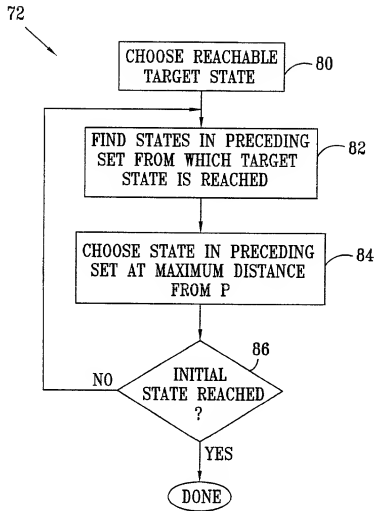 72
CHOOSE REACHABLE
TARGET STATE
80
FIND STATES IN PRECEDING
SET FROM WHICH TARGET
STATE IS REACHED
82
CHOOSE STATE IN PRECEDING
SET AT MAXIMUM DISTANCE
FROM P
84
86
INITIAL
STATE REACHED
?
NO
YES
DONE